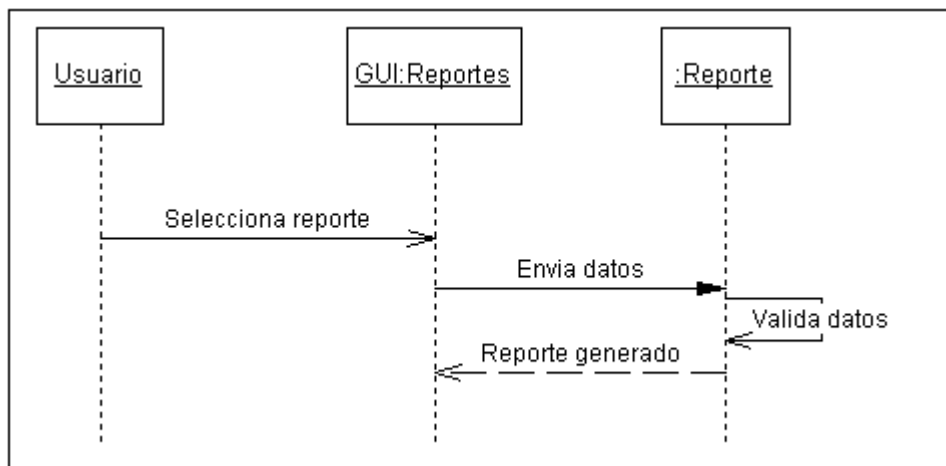 Usuario
GUI:Reportes
:Reporte
Selecciona reporte
Envia datos
Valida datos
Reporte generado